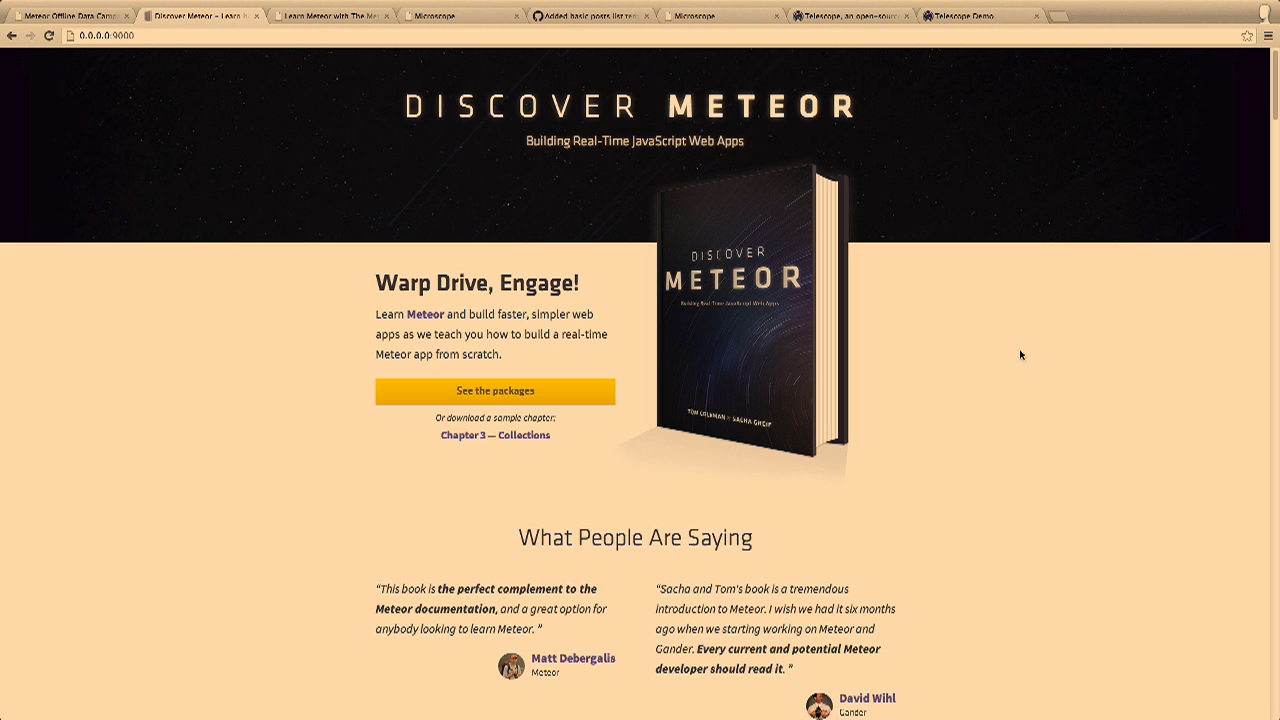 Meteor Offline Data Camp
Discover Meteor – Learn h
Learn Meteor with The Me
Microscope
Added basic posts list tem
Microscope
Telescope, an open-sourc
Telescope Demo
0.0.0.0:9000
DISCOVER METEOR
Building Real-Time JavaScript Web Apps
DISCOVER
METEOR
Building Real-Time JavaScript Web Apps
TOM COLEMAN × SACHA GREIF
Warp Drive, Engage!
Learn Meteor and build faster, simpler web
apps as we teach you how to build a real-time
Meteor app from scratch.
See the packages
Or download a sample chapter:
Chapter 3 — Collections
What People Are Saying
“This book is the perfect complement to the
Meteor documentation, and a great option for
anybody looking to learn Meteor. ”
Matt Debergalis
Meteor
“Sacha and Tom's book is a tremendous
introduction to Meteor. I wish we had it six months
ago when we starting working on Meteor and
Gander. Every current and potential Meteor
developer should read it. ”
David Wihl
Gander